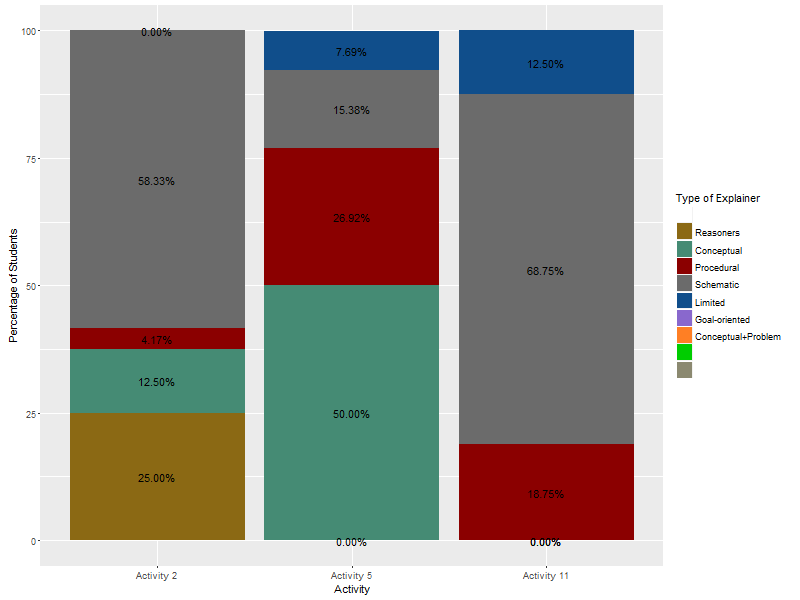 100
75
50
25
0
Percentage of Students
0.00%
58.33%
4.17%
12.50%
25.00%
7.69%
15.38%
26.92%
50.00%
0.00%
12.50%
68.75%
18.75%
0.00%
Activity 2
Activity 5
Activity 11
Activity
Type of Explainer
Reasoners
Conceptual
Procedural
Schematic
Limited
Goal-oriented
Conceptual+Problem